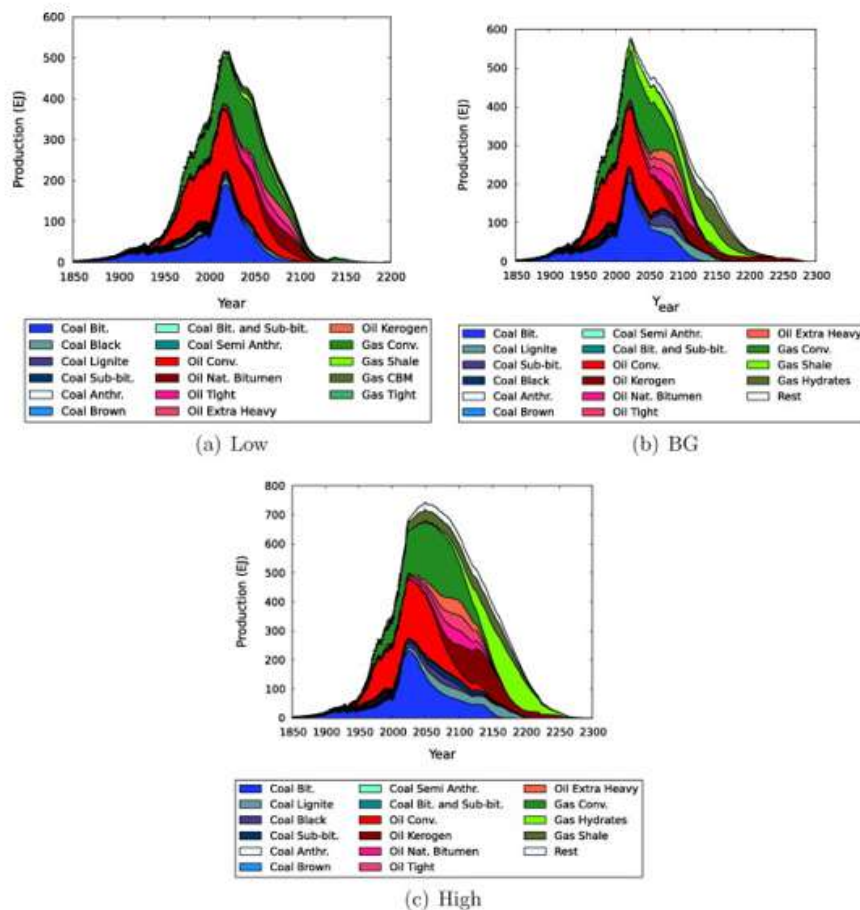 600
500
400
300
200
100
0
Production (EJ)
1850 1900 1950 2000 2050 2100 2150 2200
Year
Coal Bit. Coal Bit. and Sub-bit. Oil Kerogen
Coal Black Coal Semi Anthr. Gas Conv.
Coal Lignite Oil Conv. Gas Shale
Coal Sub-bit. Oil Nat. Bitumen Gas CBM
Coal Anthr. Oil Tight Gas Tight
Coal Brown Oil Extra Heavy
(a) Low
600
500
400
300
200
100
0
Production (EJ)
1850 1900 1950 2000 2050 2100 2150 2200 2250 2300
Year
Coal Bit. Coal Semi Anthr. Oil Extra Heavy
Coal Lignite Coal Bit. and Sub-bit. Gas Conv.
Coal Sub-bit. Oil Conv. Gas Shale
Coal Black Oil Kerogen Gas Hydrates
Coal Anthr. Oil Nat. Bitumen Rest
Coal Brown Oil Tight
(b) BG
800
700
600
500
400
300
200
100
0
Production (EJ)
1850 1900 1950 2000 2050 2100 2150 2200 2250 2300
Year
Coal Bit. Coal Semi Anthr. Oil Extra Heavy
Coal Lignite Coal Bit. and Sub-bit. Gas Conv.
Coal Black Oil Conv. Gas Hydrates
Coal Sub-bit. Oil Kerogen Gas Shale
Coal Anthr. Oil Nat. Bitumen Rest
Coal Brown Oil Tight
(c) High